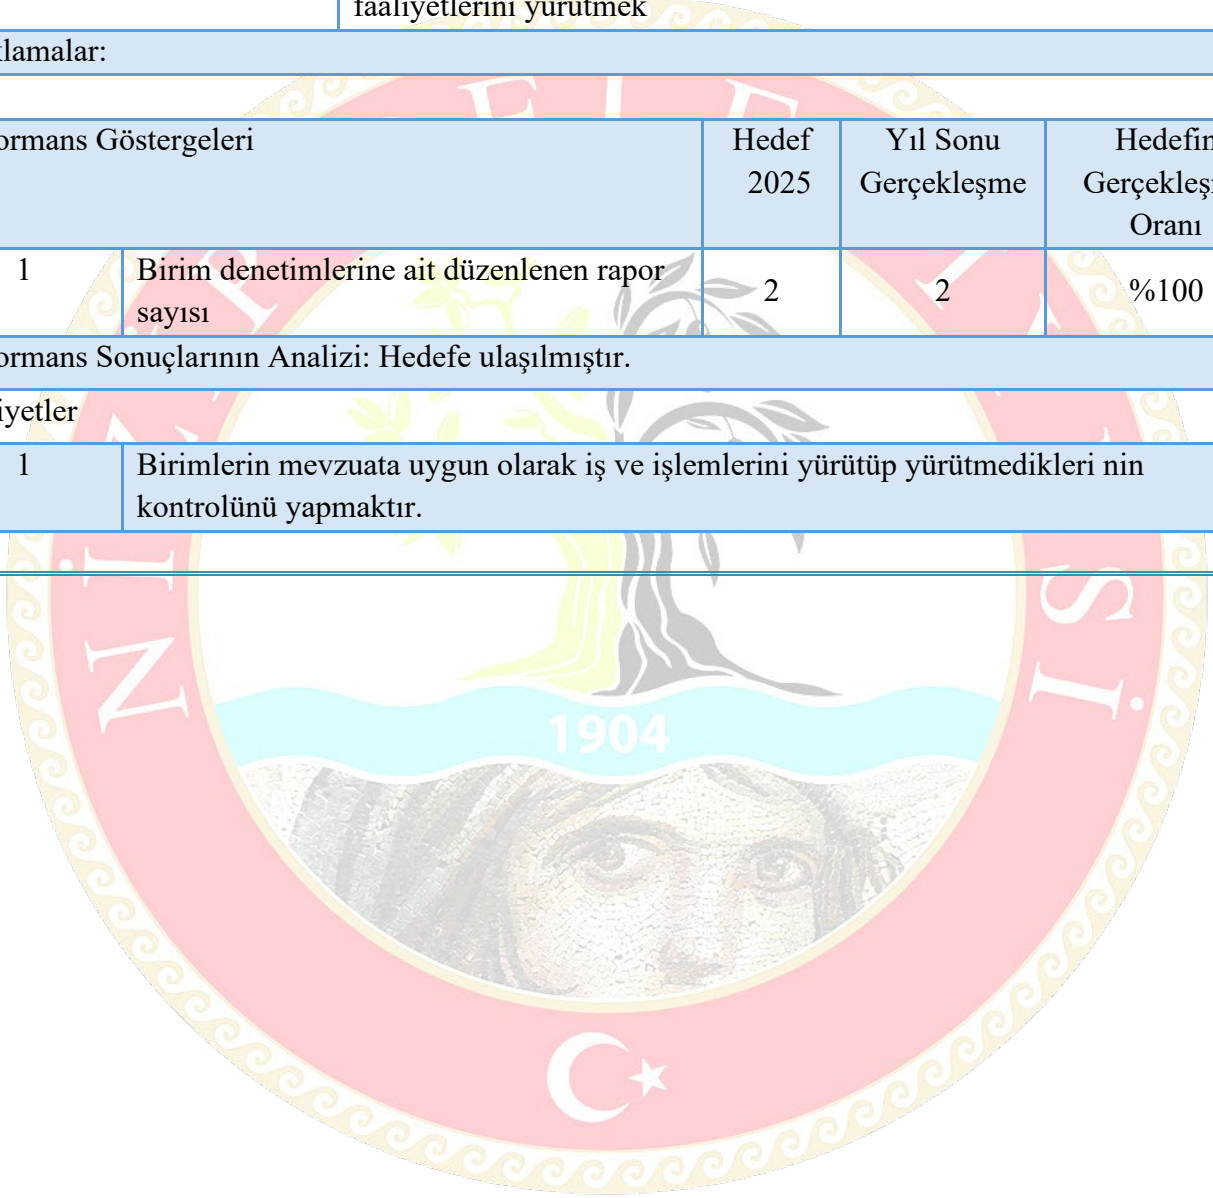 faaliyetlerini yürütmek
klamalar:
ormans Göstergeleri
Hedef
2025
Yıl Sonu
Gerçekleşme
Hedefin
Gerçekleş
Oranı
1
Birim denetimlerine ait düzenlenen rapor
sayısı
2
2
%100
ormans Sonuçlarının Analizi: Hedefe ulaşılmıştır.
iyetler
1
Birimlerin mevzuata uygun olarak iş ve işlemlerini yürütüp yürütmedikleri nin
kontrolünü yapmaktır.
1904